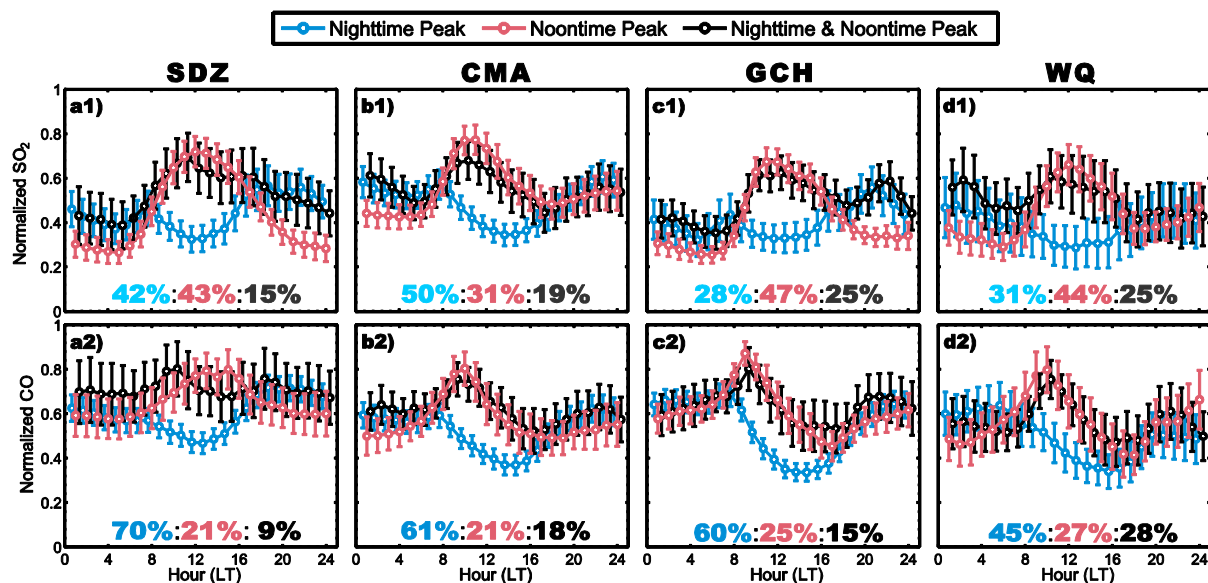 Nighttime Peak Noontime Peak Nighttime & Noontime Peak
SDZ CMA GCH WQ
Normalized SO2
1
0.8
0.6
0.4
0.2
0
a1) b1) c1) d1)
42%:43%:15% 50%:31%:19% 28%:47%:25% 31%:44%:25%
Normalized CO
1
0.8
0.6
0.4
0.2
0
a2) b2) c2) d2)
70%:21%: 9% 61%:21%:18% 60%:25%:15% 45%:27%:28%
0 4 8 12 16 20 24 0 4 8 12 16 20 24 0 4 8 12 16 20 24 0 4 8 12 16 20 24
Hour (LT) Hour (LT) Hour (LT) Hour (LT)